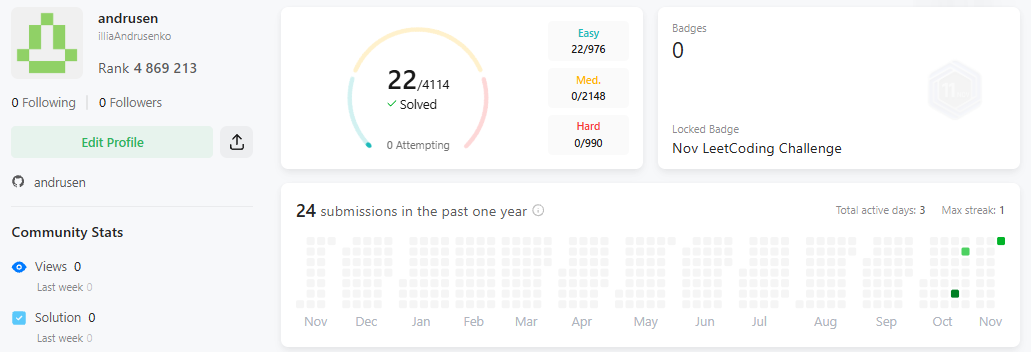 andrusen
IlliaAndrusenko
Rank 4 869 213
0 Following
0 Followers
Edit Profile
andrusen
Community Stats
Views 0
Last week 0
Solution 0
Last week 0
22/4114
Solved
0 Attempting
Easy
22/976
Med.
0/2148
Hard
0/990
Badges
0
Locked Badge
Nov LeetCoding Challenge
24 submissions in the past one year
Total active days: 3
Max streak: 1
Nov Dec Jan Feb Mar Apr May Jun Jul Aug Sep Oct Nov